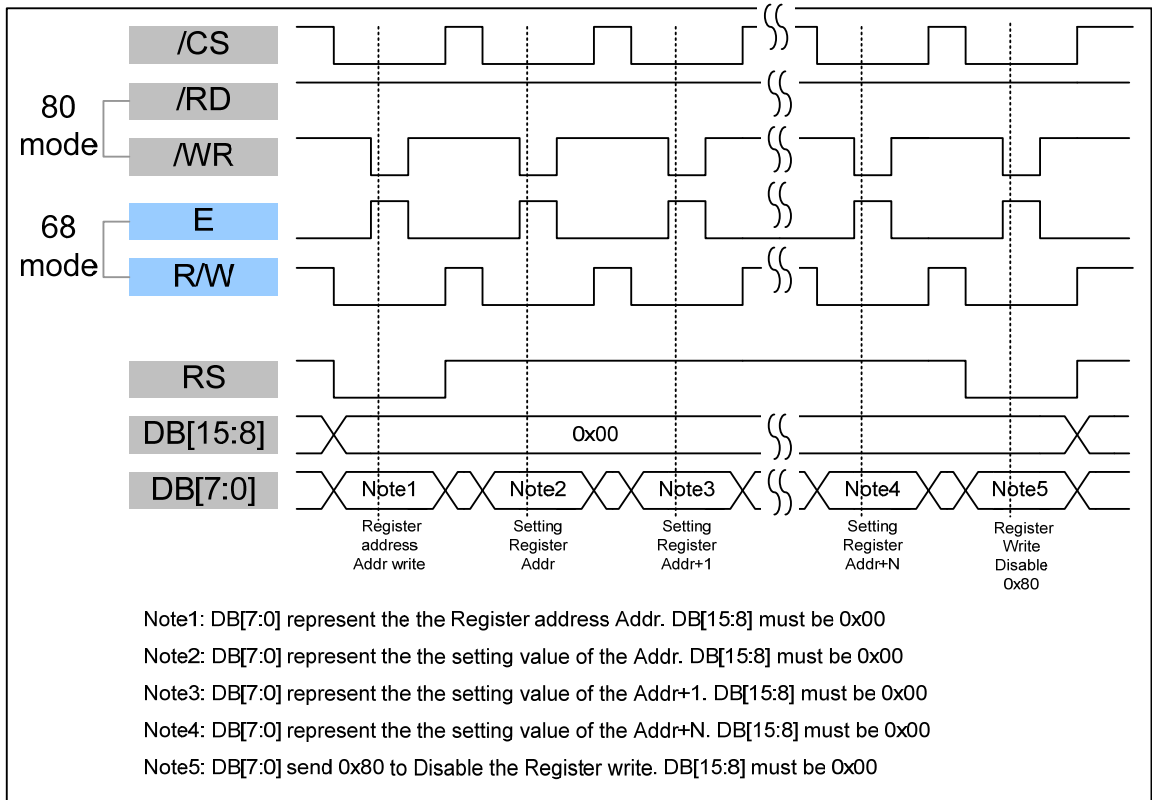 /CS
80
mode
/RD
/WR
68
mode
E
R/W
RS
DB[15:8]
0x00
DB[7:0]
Note1
Note2
Note3
Note4
Note5
Register
address
Addr write
Setting
Register
Addr
Setting
Register
Addr+1
Setting
Register
Addr+N
Register
Write
Disable
0x80
Note1: DB[7:0] represent the the Register address Addr. DB[15:8] must be 0x00
Note2: DB[7:0] represent the the setting value of the Addr. DB[15:8] must be 0x00
Note3: DB[7:0] represent the the setting value of the Addr+1. DB[15:8] must be 0x00
Note4: DB[7:0] represent the the setting value of the Addr+N. DB[15:8] must be 0x00
Note5: DB[7:0] send 0x80 to Disable the Register write. DB[15:8] must be 0x00